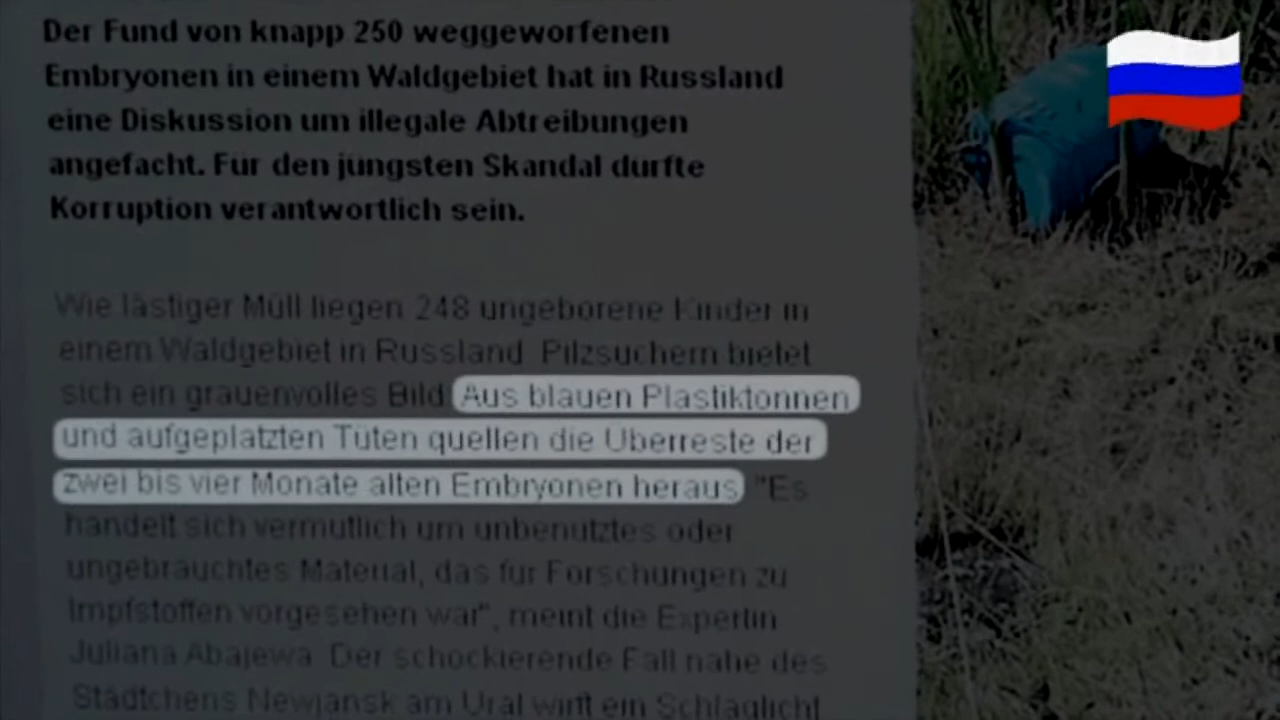 Der Fund von knapp 250 weggeworfenen
Embryonen in einem Waldgebiet hat in Russland
eine Diskussion um illegale Abtreibungen
angefacht. Für den jüngsten Skandal dürfte
Korruption verantwortlich sein.
Wie lästiger Müll liegen 248 ungeborene Kinder in
einem Waldgebiet in Russland. Pilzsuchern bietet
sich ein grauenvolles Bild: Aus blauen Plastiktonnen
und aufgeplatzten Tüten quellen die Überreste der
zwei bis vier Monate alten Embryonen heraus. "Es
handelt sich vermutlich um unbenutztes oder
ungebrauchtes Material, das für Forschungen zu
Impfstoffen vorgesehen war", meint die Expertin
Juliana Abajewa. Der schockierende Fall nahe des
Städtchens Newjansk am Ural wirft ein Schlaglicht